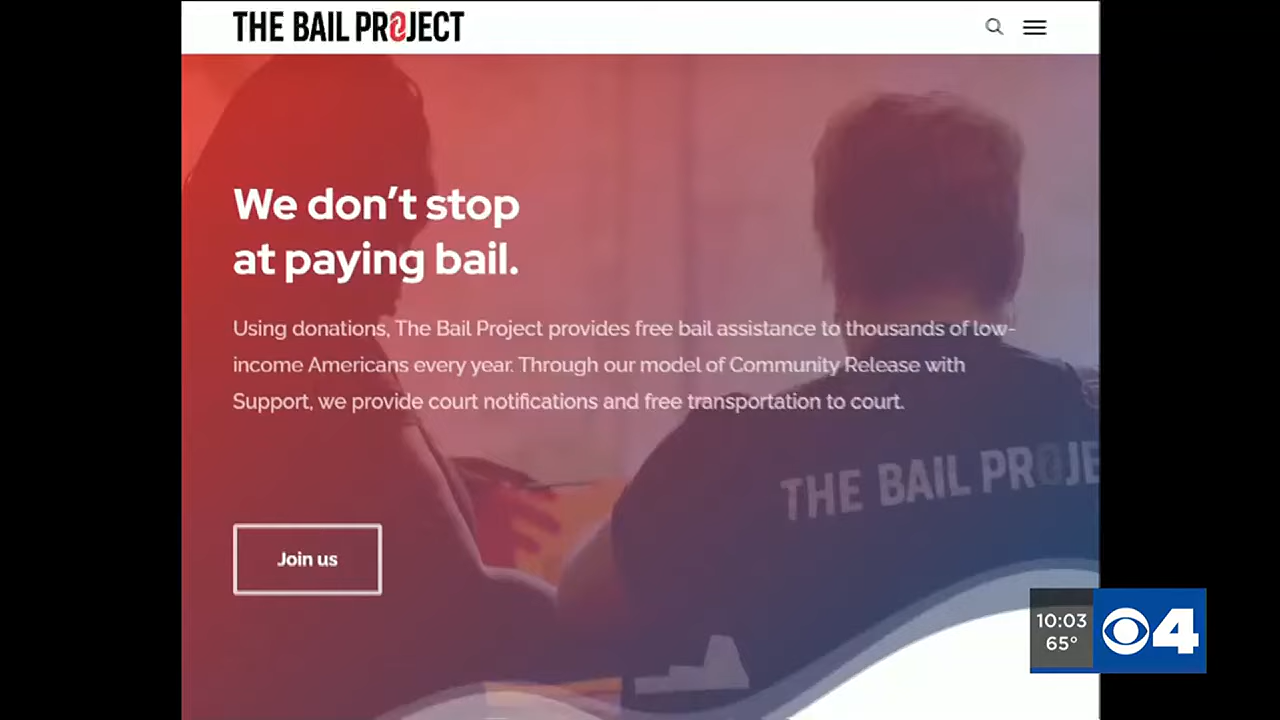 THE BAIL PROJECT
We don't stop
at paying bail.
Using donations, The Bail Project provides free bail assistance to thousands of low-
income Americans every year. Through our model of Community Release with
Support, we provide court notifications and free transportation to court.
THE BAIL PROJE
Join us
10:03
65°
4